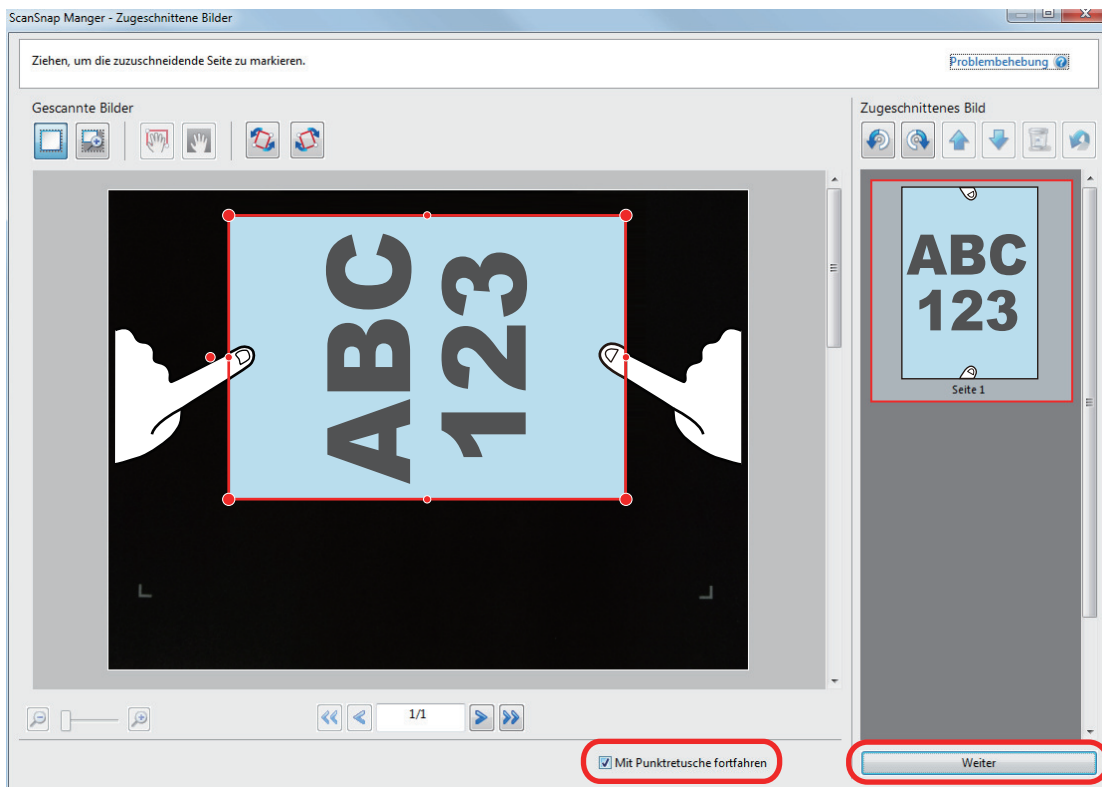 ScanSnap Manger - Zugeschnittene Bilder
Ziehen, um die zuzuschneidende Seite zu markieren.
Problembehebung
Gescannte Bilder
Zugeschnittenes Bild
ABC
123
ABC
123
Seite 1
1/1
Mit Punktretusche fortfahren
Weiter